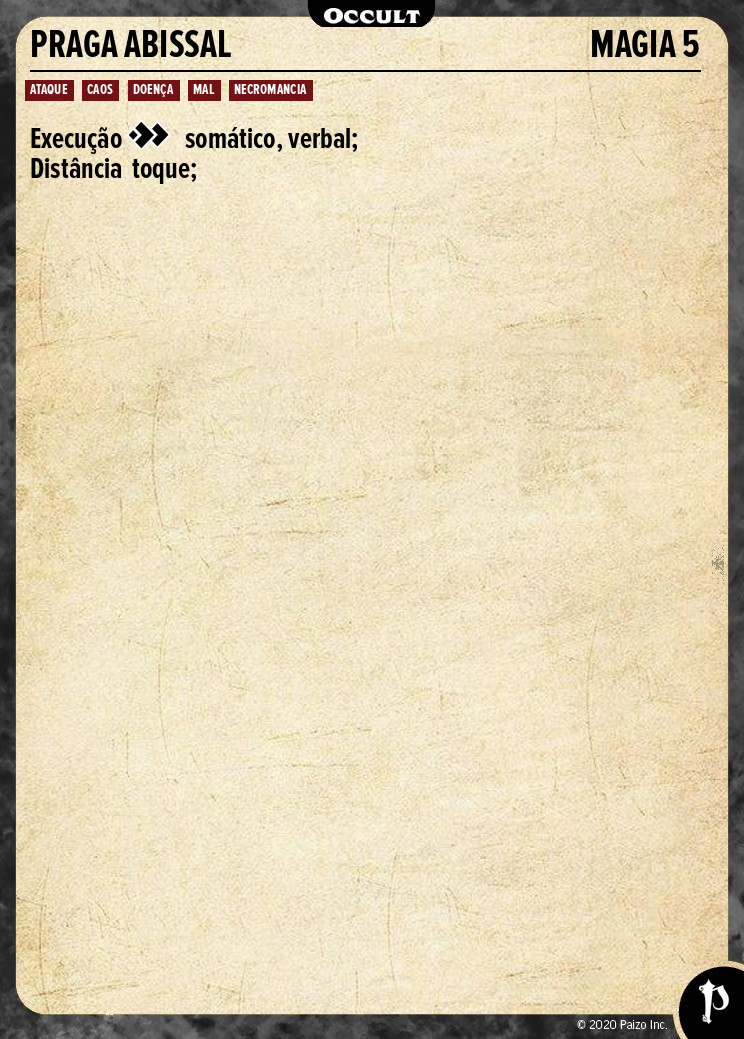 OCCULT
PRAGA ABISSAL MAGIA 5
ATAQUE CAOS DOENÇA MAL NECROMANCIA
Execução somático, verbal;
Distância toque;
© 2020 Paizo Inc.